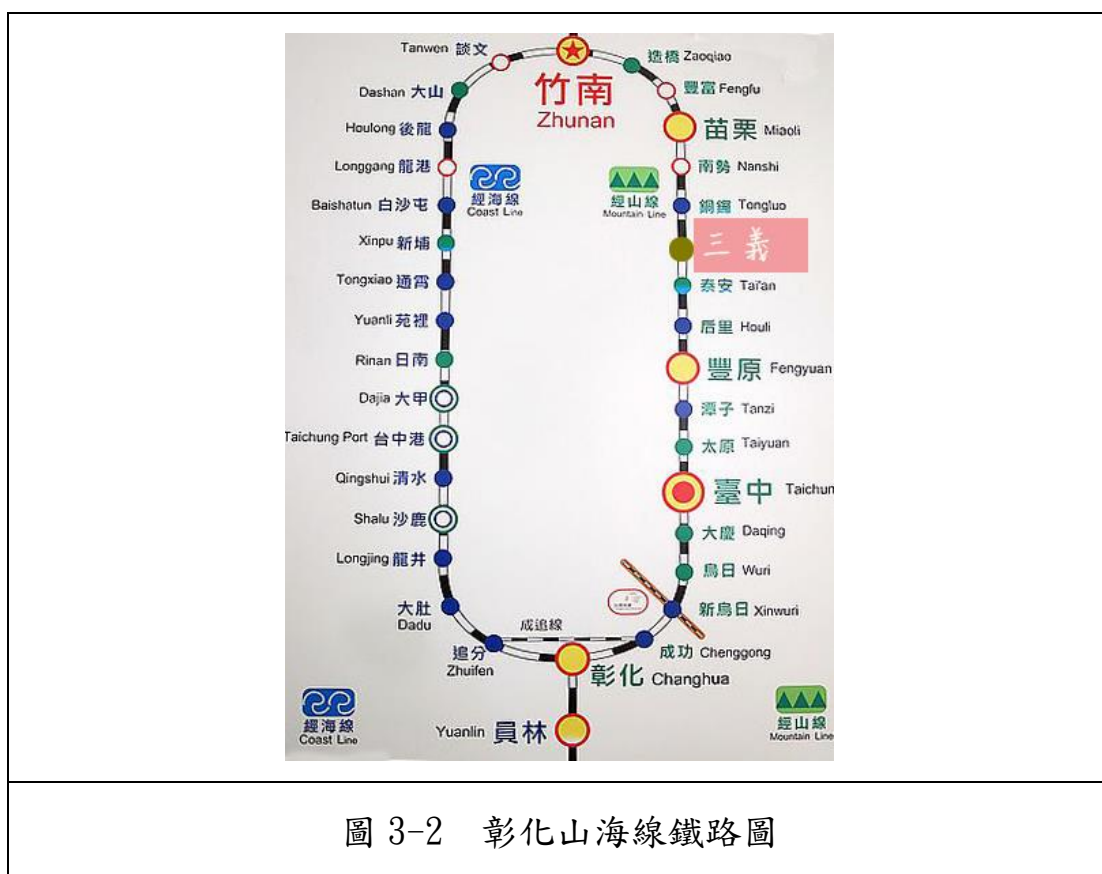 Tanwen 談文
造橋 Zaoqiao
Dashan 大山
竹南
Zhunan
豐富 Fengfu
Houlong 後龍
苗栗 Miaoli
Longgang 龍港
經海線
Coast Line
經山線
Mountain Line
南勢 Nanshi
Baishatun 白沙屯
銅鑼 Tongluo
Xinpu 新埔
三義
Tongxiao 通霄
泰安 Tai'an
Yuanli 苑裡
后里 Houli
Rinan 日南
豐原 Fengyuan
Dajia 大甲
潭子 Tanzi
Taichung Port 台中港
太原 Taiyuan
Qingshui 清水
臺中 Taichun
Shalu 沙鹿
大慶 Daqing
Longjing 龍井
烏日 Wuri
大肚
Dadu
新烏日 Xinwuri
成追線
追分
Zhuifen
成功 Chenggong
彰化 Changhua
經海線
Coast Line
Yuanlin 員林
經山線
Mountain Line
圖 3-2 彰化山海線鐵路圖